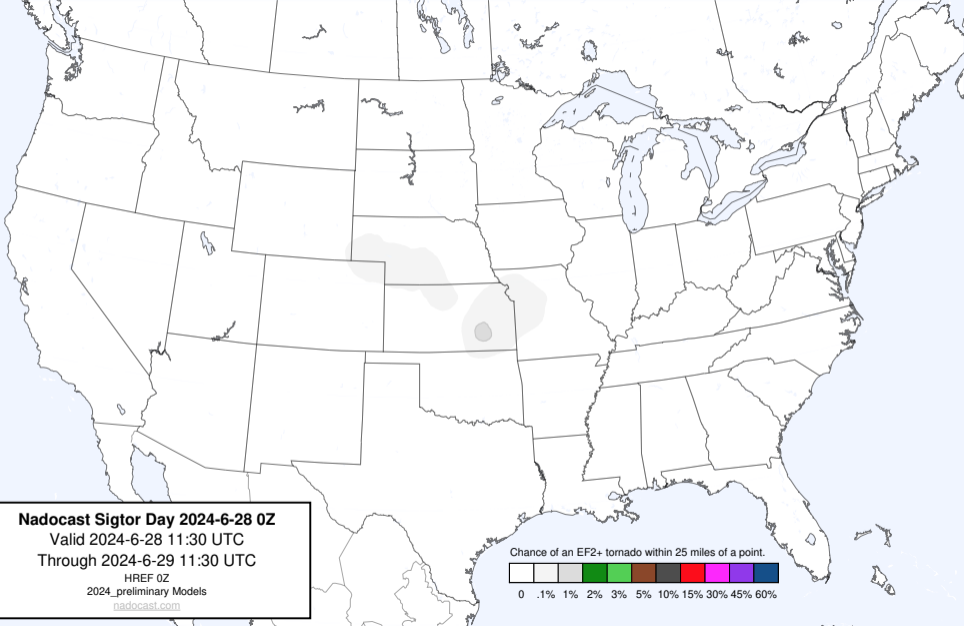 Nadocast Sigtor Day 2024-6-28 0Z
Valid 2024-6-28 11:30 UTC
Through 2024-6-29 11:30 UTC
HREF 0Z
2024_preliminary Models
nadocast.com
Chance of an EF2+ tornado within 25 miles of a point.
0 .1% 1% 2% 3% 5% 10% 15% 30% 45% 60%